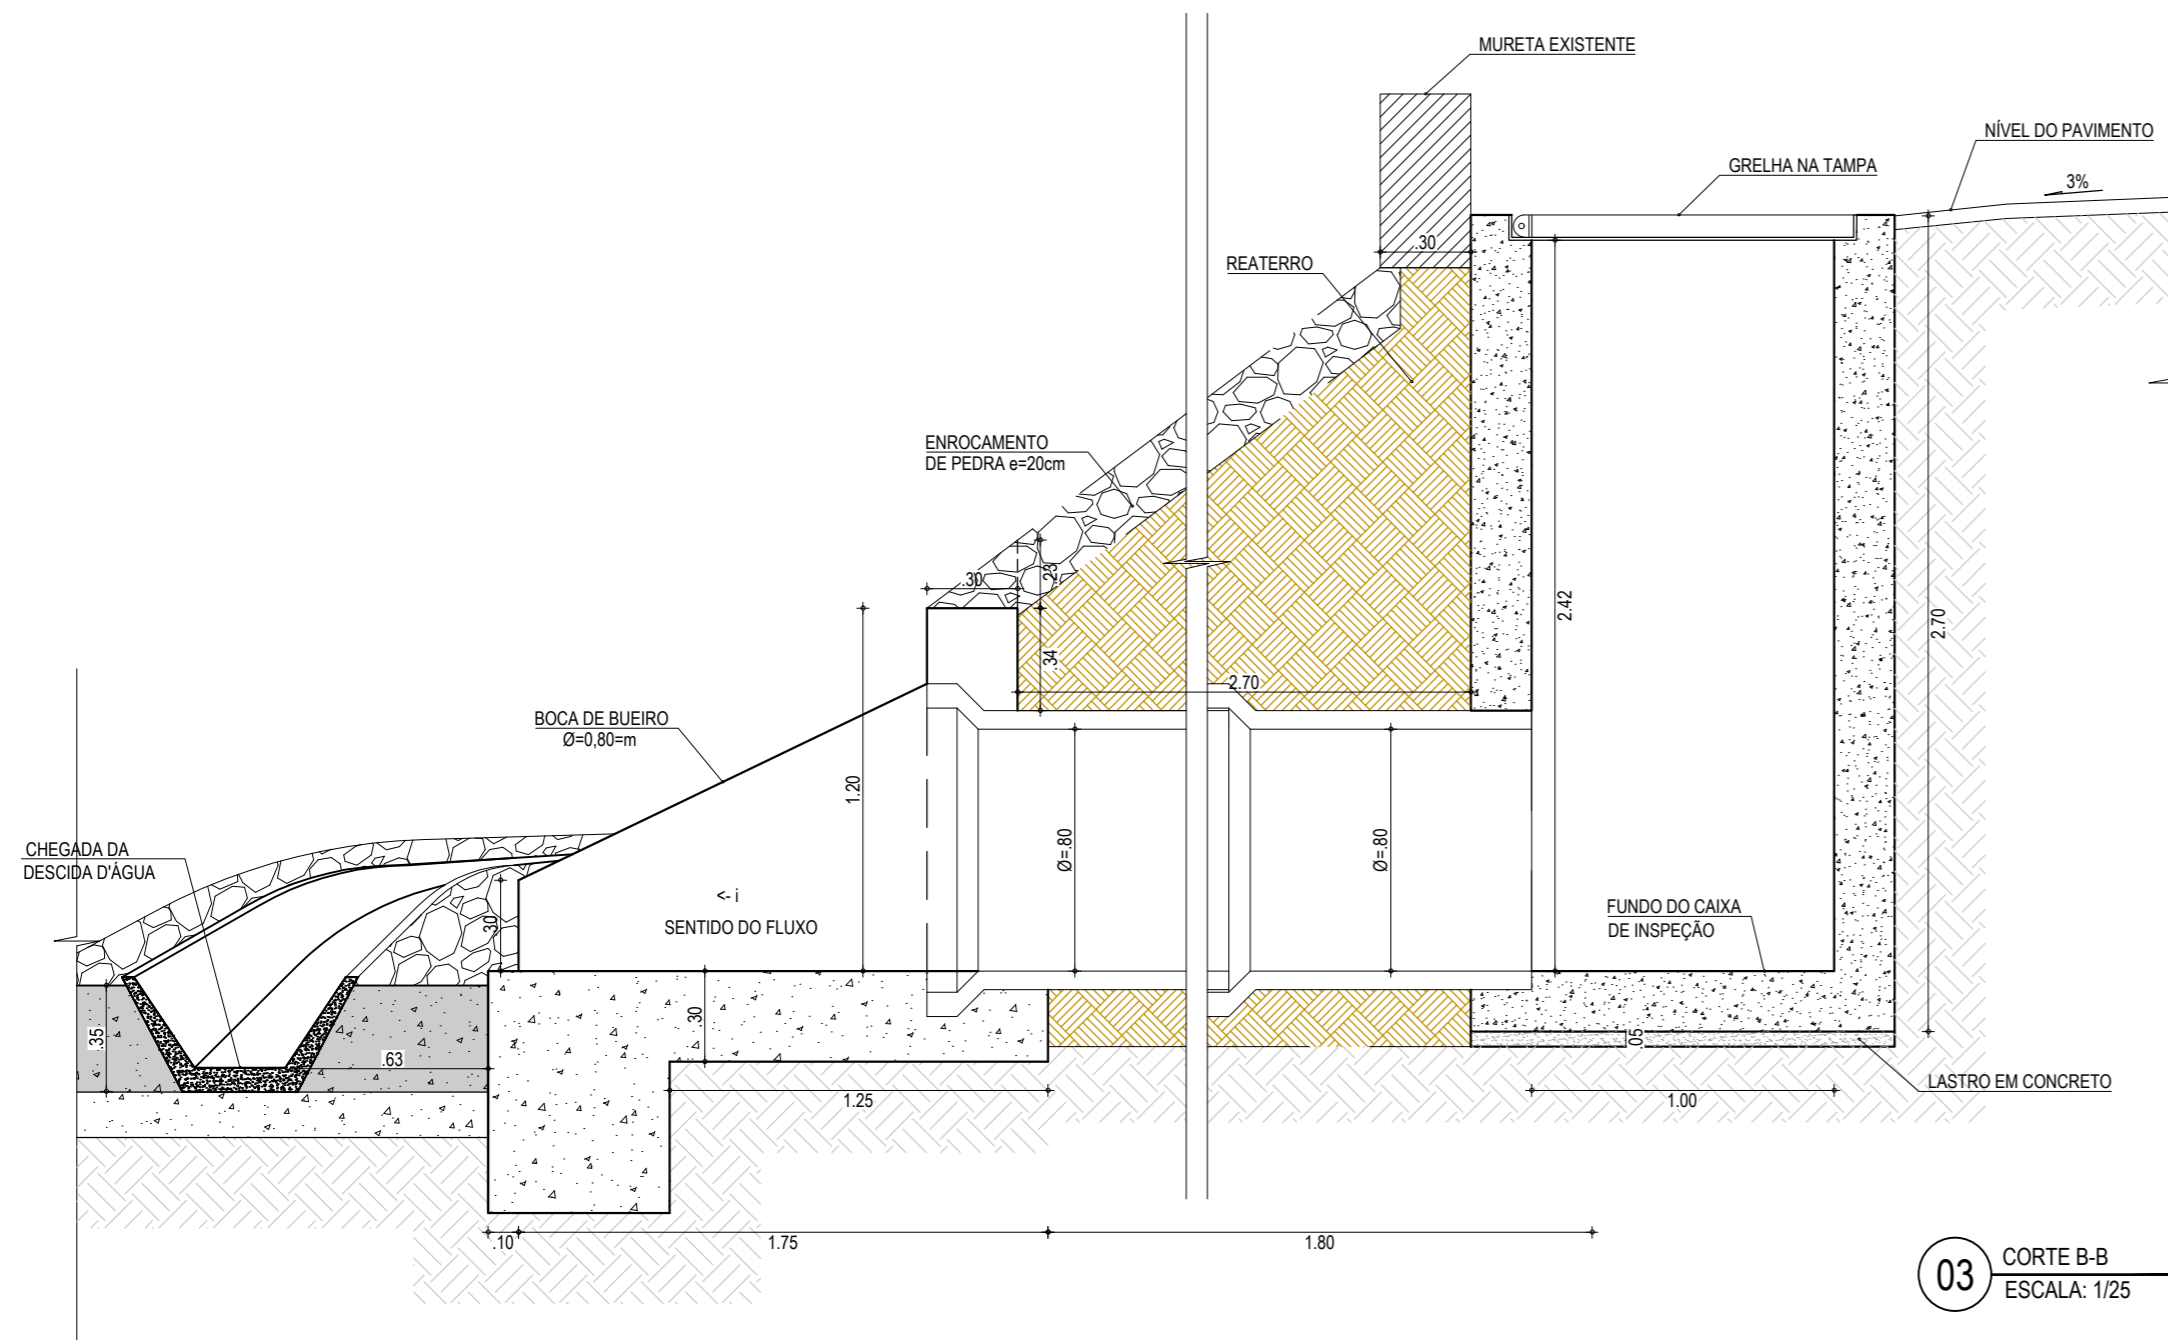 MURETA EXISTENTE
NÍVEL DO PAVIMENTO
GRELHA NA TAMPA
3%
.30
REATERRO
ENROCAMENTO
DE PEDRA e=20cm
.30
.23
2.42
2.70
.34
2.70
BOCA DE BUEIRO
Ø=0,80=m
1.20
Ø=.80
Ø=.80
CHEGADA DA
DESCIDA D'ÁGUA
<- i
SENTIDO DO FLUXO
.30
FUNDO DO CAIXA
DE INSPEÇÃO
.35
.30
.05
.63
LASTRO EM CONCRETO
1.25
1.00
.10
1.75
1.80
03
CORTE B-B
ESCALA: 1/25